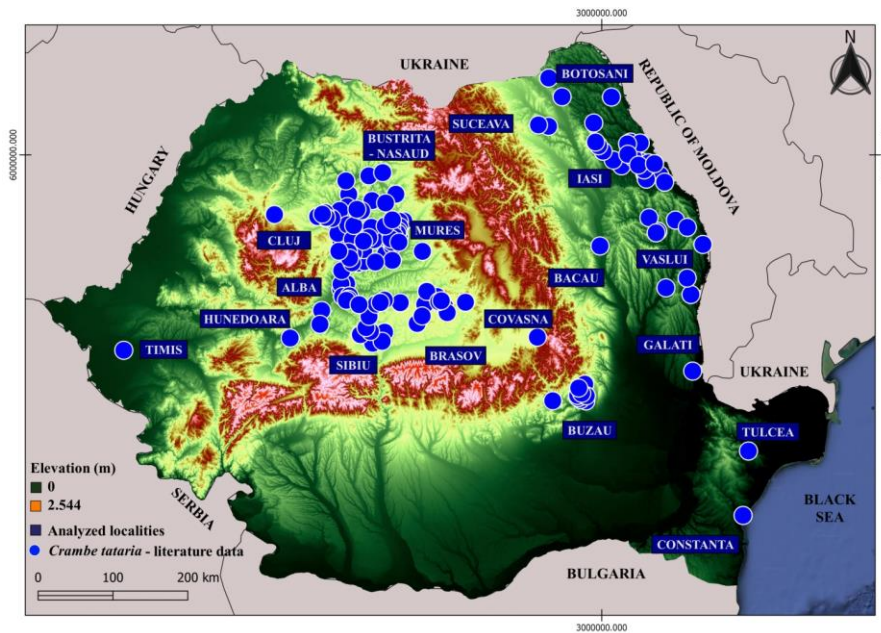 3000000.000
N
UKRAINE
BOTOSANI
REPUBLIC OF MOLDOVA
SUCEAVA
BUSTRITA
- NASAUD
6000000.000
6000000.000
HUNGARY
IASI
CLUJ
MURES
VASLUI
BACAU
ALBA
HUNEDOARA
COVASNA
TIMIS
GALATI
SIBIU
BRASOV
UKRAINE
BUZAU
TULCEA
Elevation (m)
0
2.544
SERBIA
Analyzed localities
Crambe tataria - literature data
BLACK
SEA
CONSTANTA
0 100 200 km
BULGARIA
3000000.000